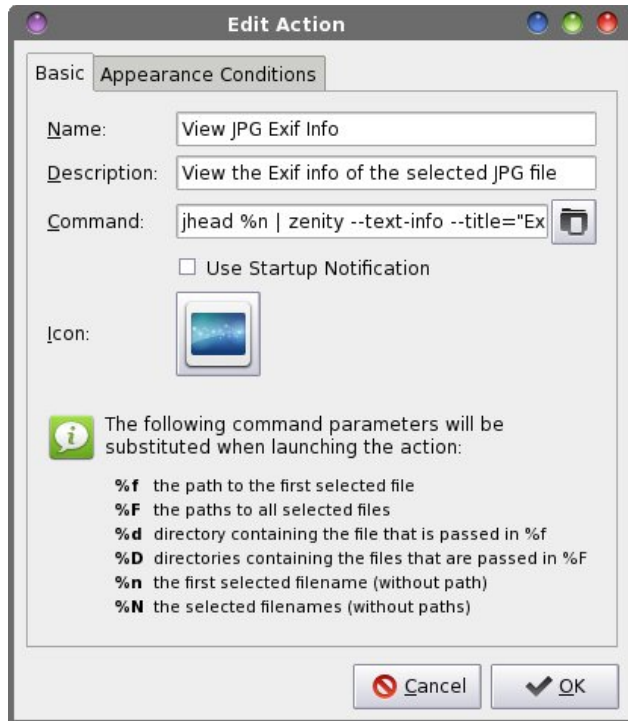 Edit Action
Basic
Appearance Conditions
Name:
View JPG Exif Info
Description:
View the Exif info of the selected JPG file
Command:
jhead %n | zenity --text-info --title="Ex
Use Startup Notification
Icon:
The following command parameters will be
substituted when launching the action:
%f the path to the first selected file
%F the paths to all selected files
%d directory containing the file that is passed in %f
%D directories containing the files that are passed in %F
%n the first selected filename (without path)
%N the selected filenames (without paths)
Cancel
OK